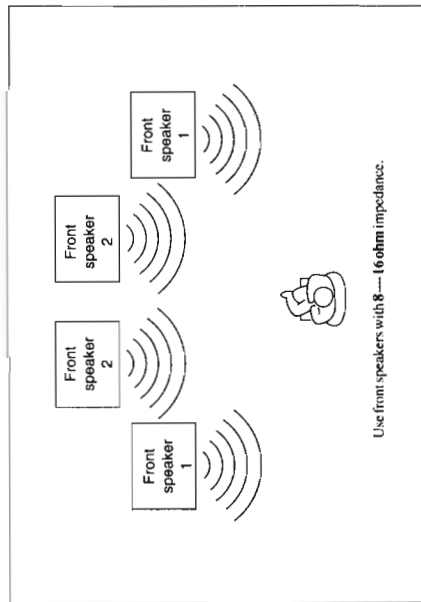 Front
speaker
2
Front
speaker
2
Front
speaker
1
Front
speaker
1
Use front speakers with 8 — 16 ohm impedance.